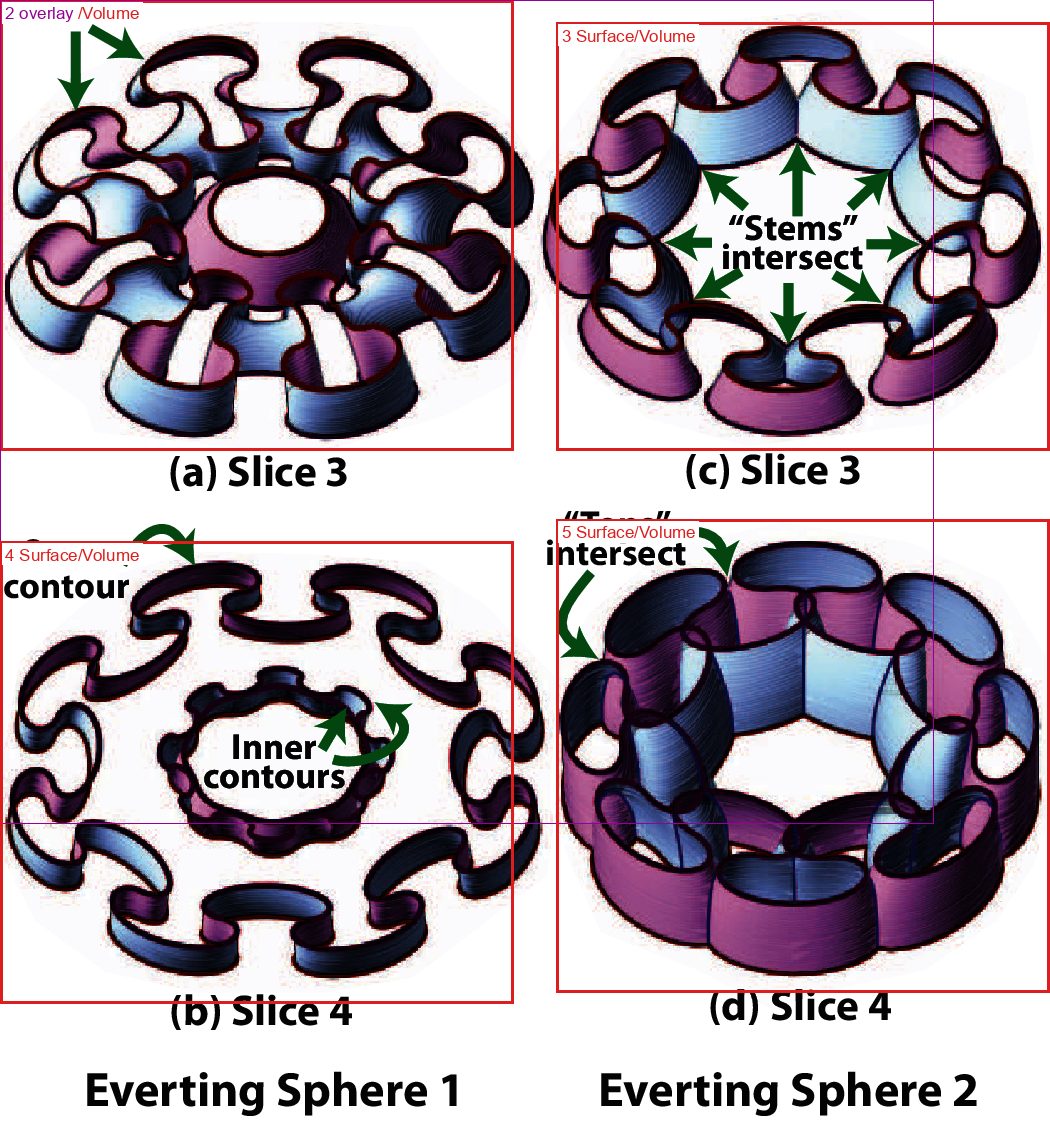 2 overlay /Volume
3 Surface/Volume
"Stems"
intersect
(a) Slice 3
(c) Slice 3
4 Surface/Volume
contour
5 Surface/Volume
"Tops"
intersect
Inner
contours
(b) Slice 4
(d) Slice 4
Everting Sphere 1
Everting Sphere 2